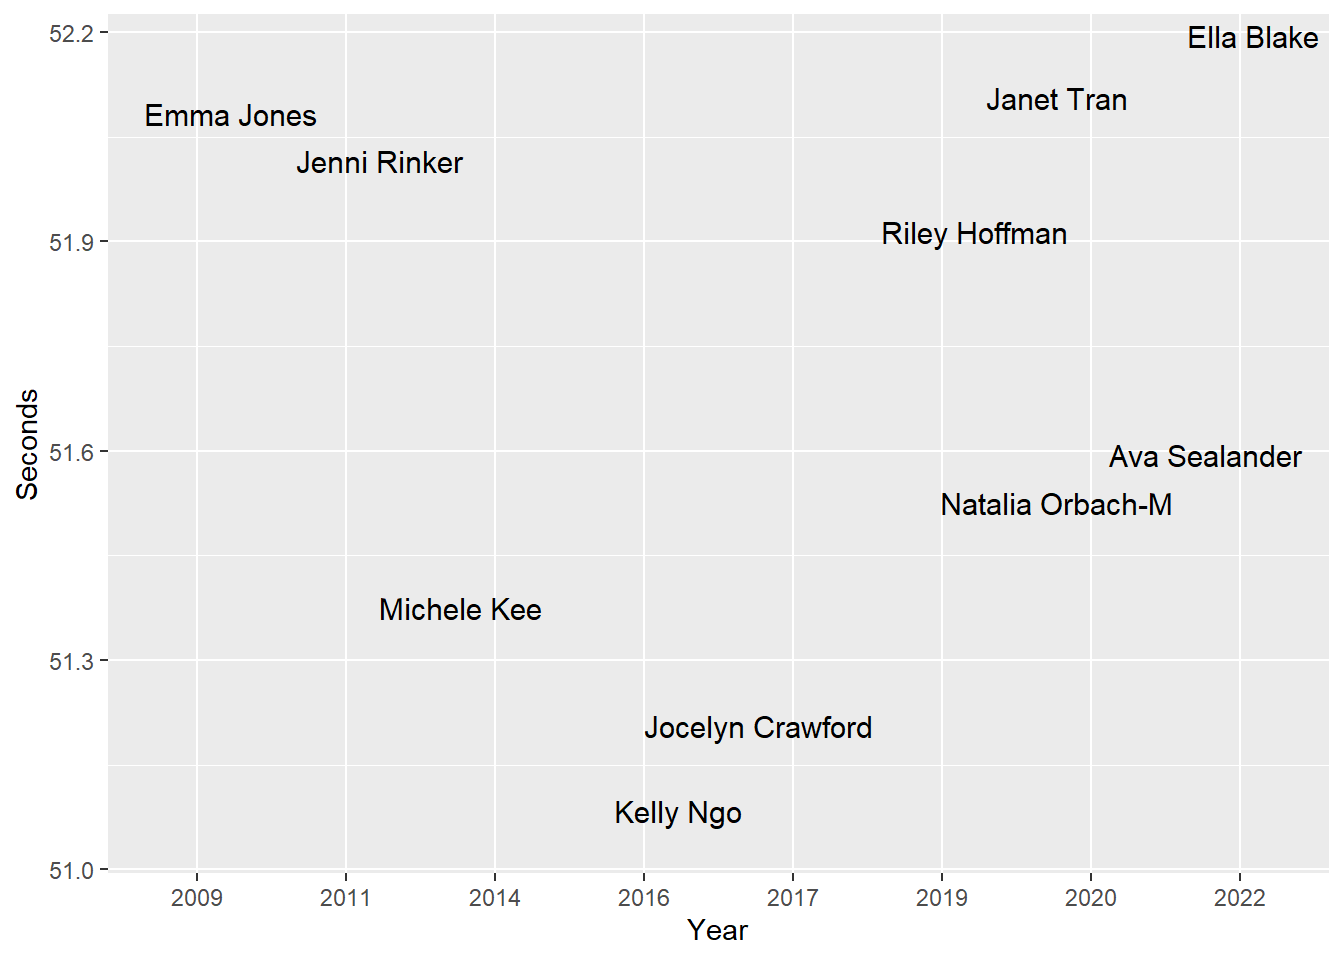 52.2
Ella Blake
Janet Tran
Emma Jones
Jenni Rinker
51.9
Riley Hoffman
Seconds
51.6
Ava Sealander
Natalia Orbach-M
Michele Kee
51.3
Jocelyn Crawford
Kelly Ngo
51.0
2009 2011 2014 2016 2017 2019 2020 2022
Year